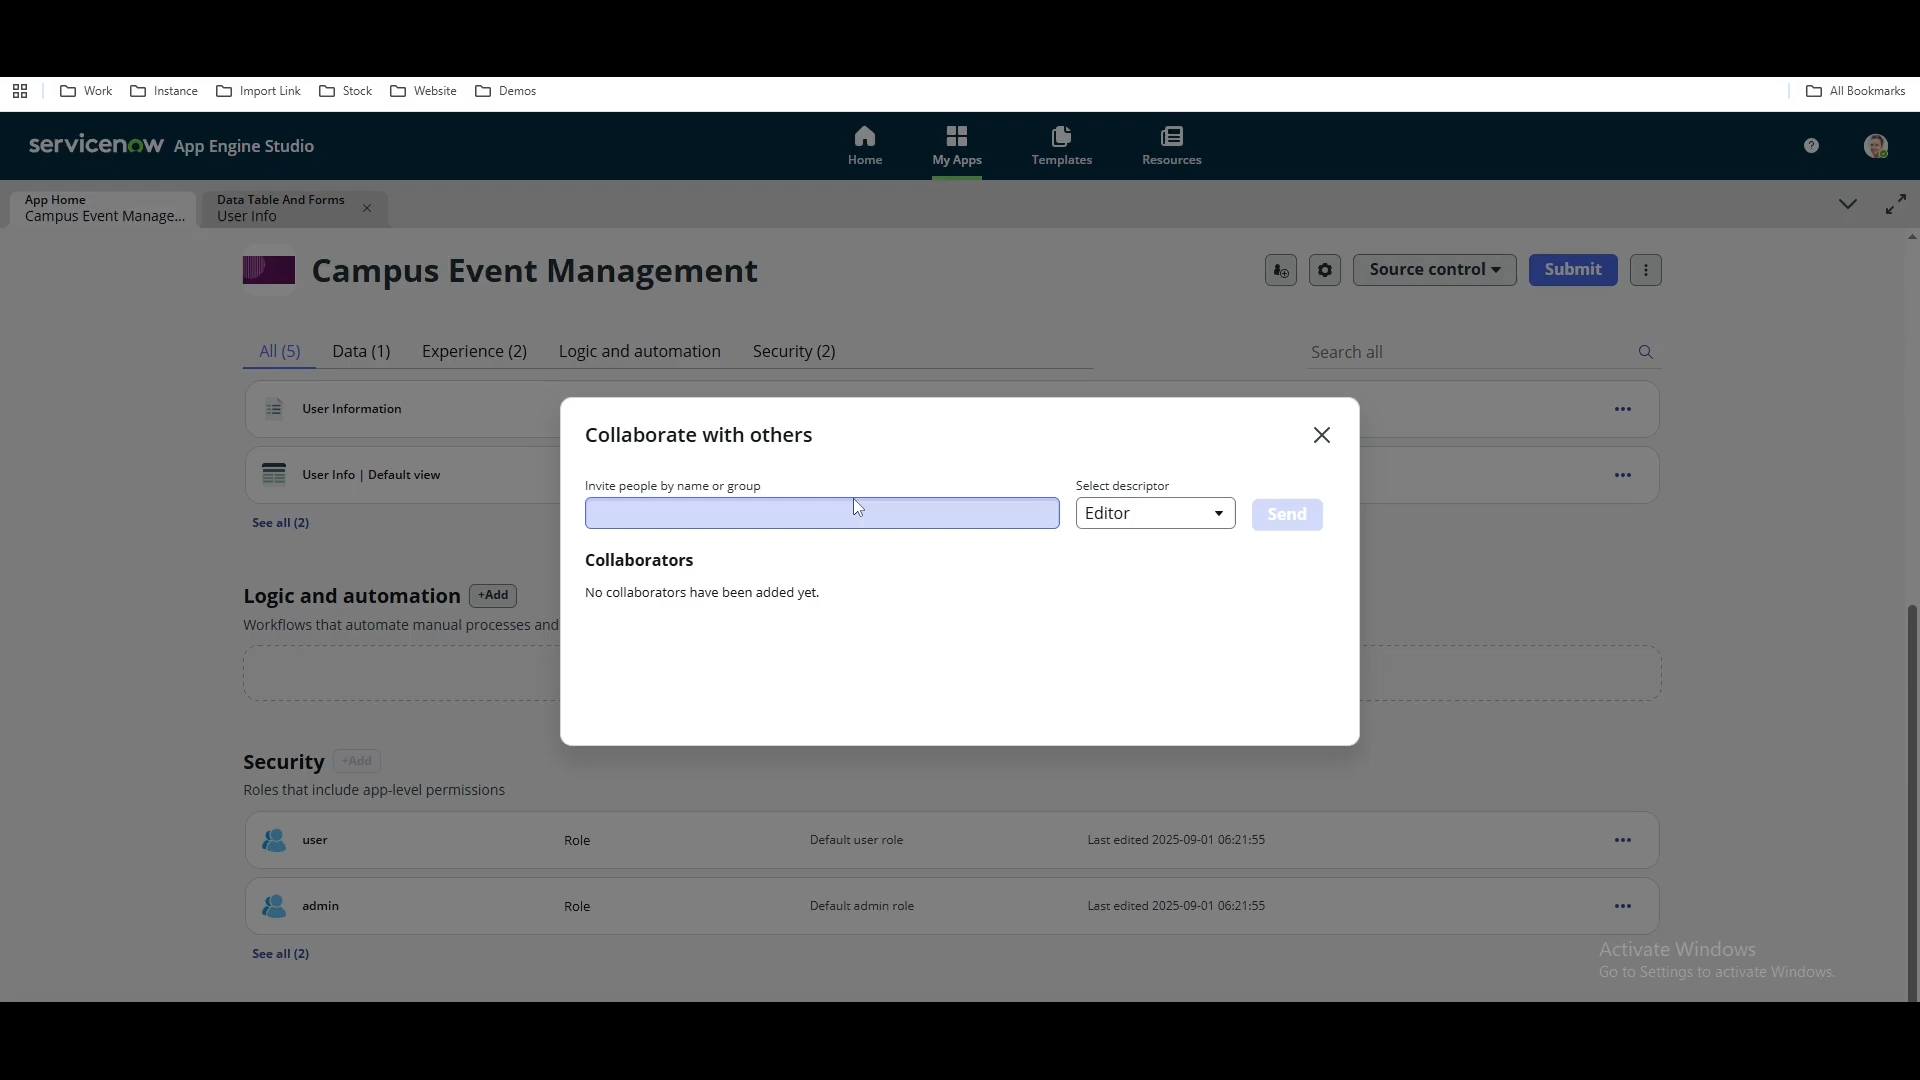 Work Instance Import Link Stock Website Demos All Bookmarks
servicenow App Engine Studio
Home My Apps Templates Resources
App Home
Campus Event Manage...
Data Table And Forms
User Info
Campus Event Management
Source control Submit
All (5) Data (1) Experience (2) Logic and automation Security (2) Search all
User Information
User Info | Default view
See all (2)
Collaborate with others
Invite people by name or group
Select descriptor
Editor
Send
Collaborators
No collaborators have been added yet.
Logic and automation +Add
Workflows that automate manual processes and
Security +Add
Roles that include app-level permissions
user Role Default user role Last edited 2025-09-01 06:21:55
admin Role Default admin role Last edited 2025-09-01 06:21:55
See all (2)
Activate Windows
Go to Settings to activate Windows.